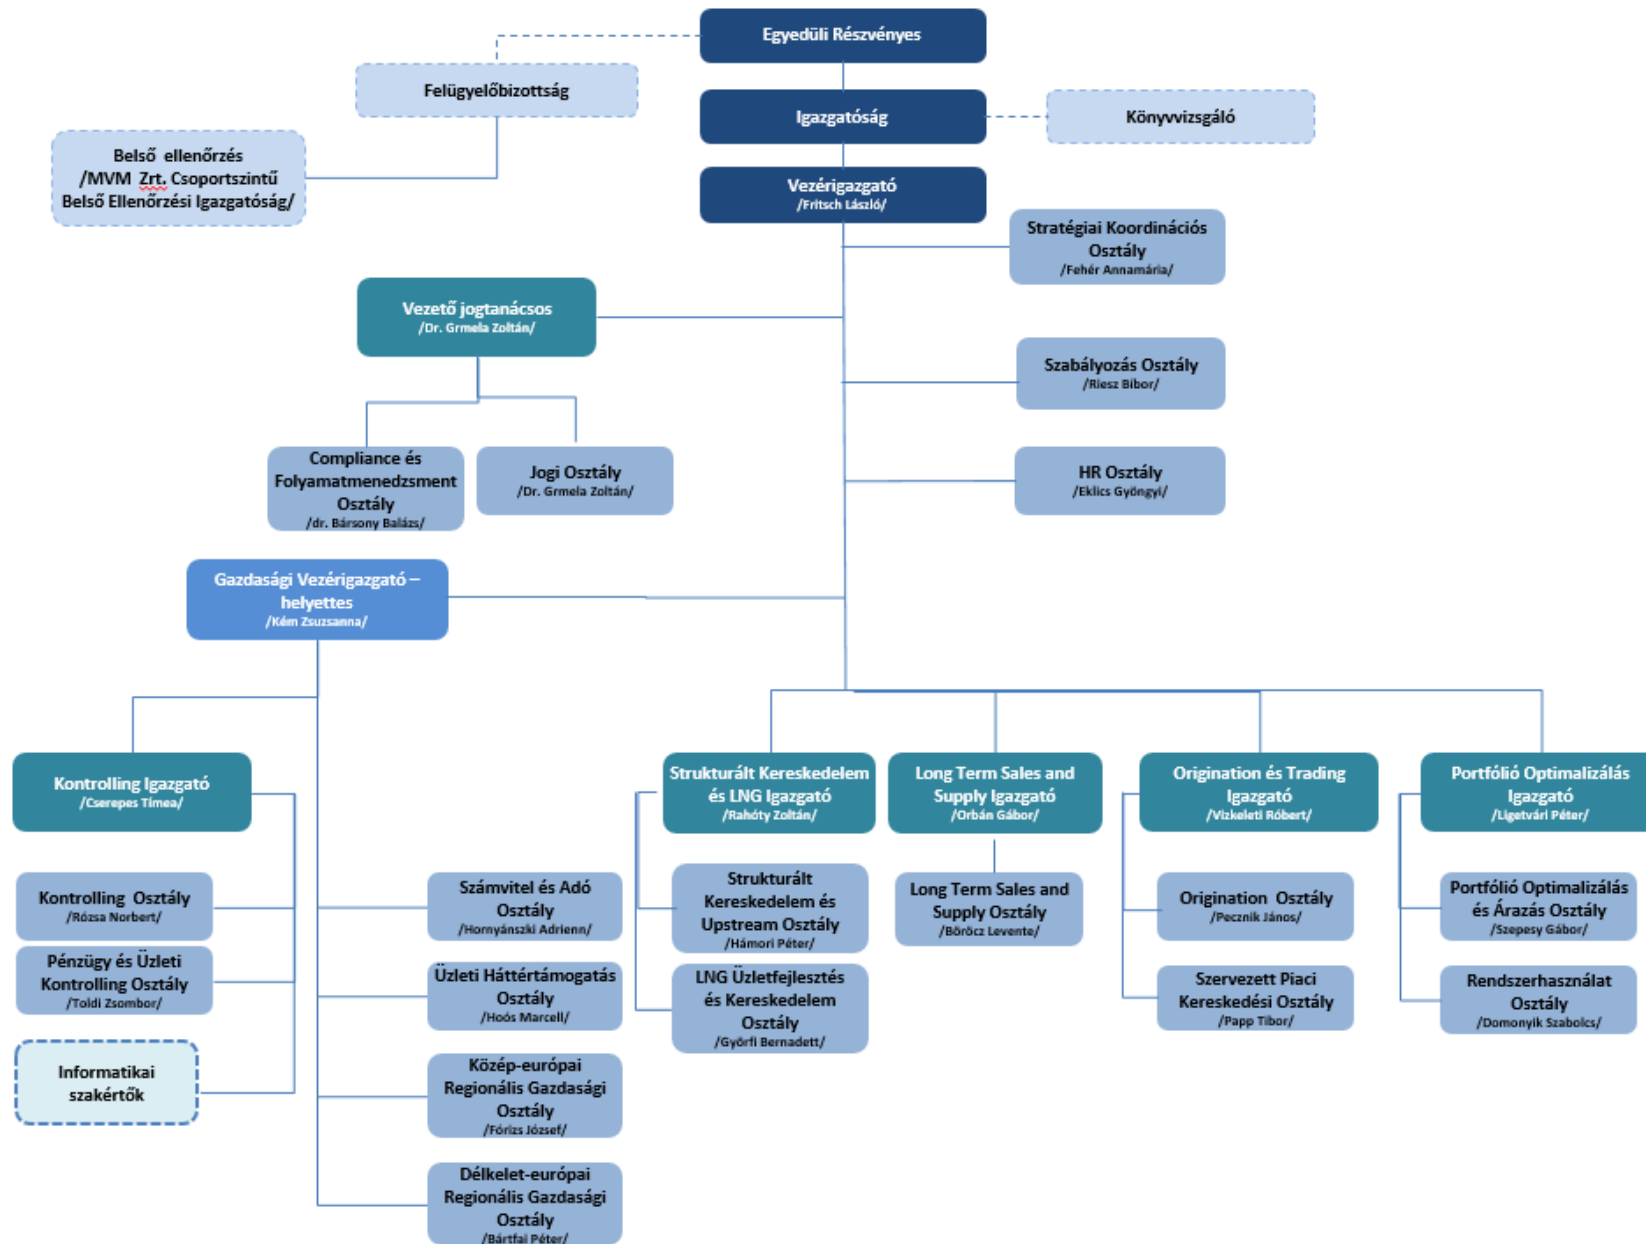 Egyedüli Részvényes
Felügyelőbizottság
Igazgatóság
Könyvvizsgáló
Belső ellenőrzés
/MVM Zrt. Csoportszintű
Belső Ellenőrzési Igazgatóság/
Vezérigazgató
/Fritsch László/
Stratégiai Koordinációs
Osztály
/Fehér Annamária/
Vezető jogtanácsos
/Dr. Grmela Zoltán/
Szabályozás Osztály
/Riesz Bíbor/
Compliance és
Folyamatmenedzsment
Osztály
/dr. Bársony Balázs/
Jogi Osztály
/Dr. Grmela Zoltán/
HR Osztály
/Eklics Gyöngyi/
Gazdasági Vezérigazgató –
helyettes
/Kém Zsuzsanna/
Kontrolling Igazgató
/Cserepes Tímea/
Strukturált Kereskedelem
és LNG Igazgató
/Rahóty Zoltán/
Long Term Sales and
Supply Igazgató
/Orbán Gábor/
Origination és Trading
Igazgató
/Vizkeleti Róbert/
Portfólió Optimalizálás
Igazgató
/Ligetvári Péter/
Kontrolling Osztály
/Rózsa Norbert/
Pénzügy és Üzleti
Kontrolling Osztály
/Toldi Zsombor/
Informatikai
szakértők
Számvitel és Adó
Osztály
/Hornyánszki Adrienn/
Üzleti Háttértámogatás
Osztály
/Hoós Marcell/
Közép-európai
Regionális Gazdasági
Osztály
/Fórizs József/
Délkelet-európai
Regionális Gazdasági
Osztály
/Bártfai Péter/
Strukturált
Kereskedelem és
Upstream Osztály
/Hámori Péter/
LNG Üzletfejlesztés
és Kereskedelem
Osztály
/Győrfi Bernadett/
Long Term Sales and
Supply Osztály
/Böröcz Levente/
Origination Osztály
/Pecznik János/
Szervezett Piaci
Kereskedési Osztály
/Papp Tibor/
Portfólió Optimalizálás
és Árazás Osztály
/Szepesy Gábor/
Rendszerhasználat
Osztály
/Domonyik Szabolcs/